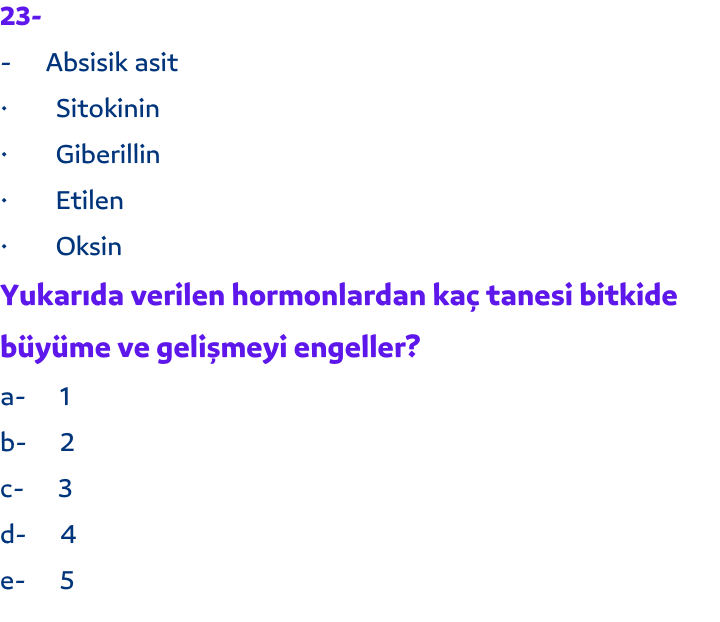 23-
- Absisik asit
· Sitokinin
· Giberillin
· Etilen
· Oksin
Yukarıda verilen hormonlardan kaç tanesi bitkide
büyüme ve gelişmeyi engeller?
a- 1
b- 2
c- 3
d- 4
e- 5